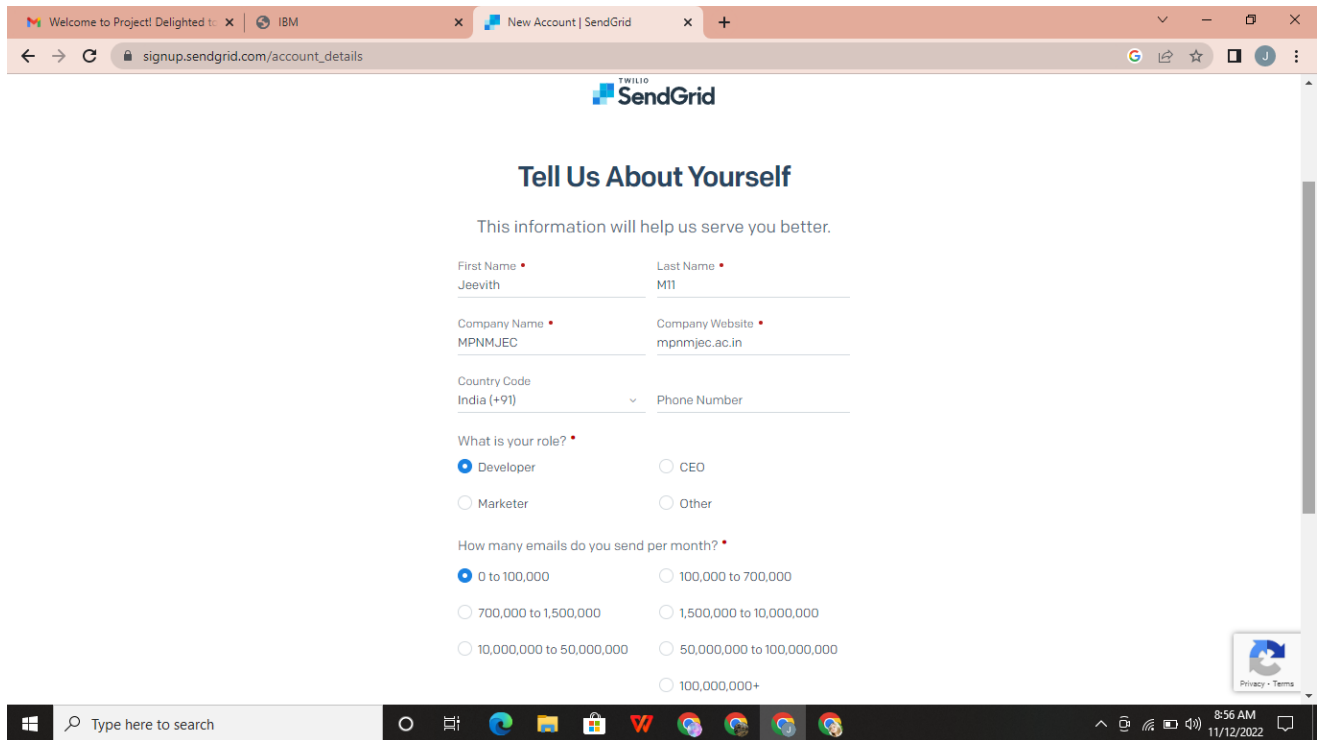 Welcome to Project! Delighted to
IBM
New Account | SendGrid
signup.sendgrid.com/account_details
J
TWILIO
SendGrid
Tell Us About Yourself
This information will help us serve you better.
First Name • Last Name •
Jeevith M11
Company Name • Company Website •
MPNMJEC mpnmjec.ac.in
Country Code
India (+91) Phone Number
What is your role? •
Developer CEO
Marketer Other
How many emails do you send per month? •
0 to 100,000 100,000 to 700,000
700,000 to 1,500,000 1,500,000 to 10,000,000
10,000,000 to 50,000,000 50,000,000 to 100,000,000
100,000,000+
Privacy • Terms
Type here to search
8:56 AM
11/12/2022